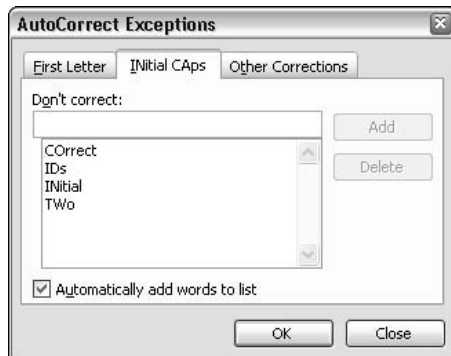 AutoCorrect Exceptions
First Letter INitial CAps Other Corrections
Don't correct:
Add
COrrect
IDs
INitial
TWo
Delete
Automatically add words to list
OK Close